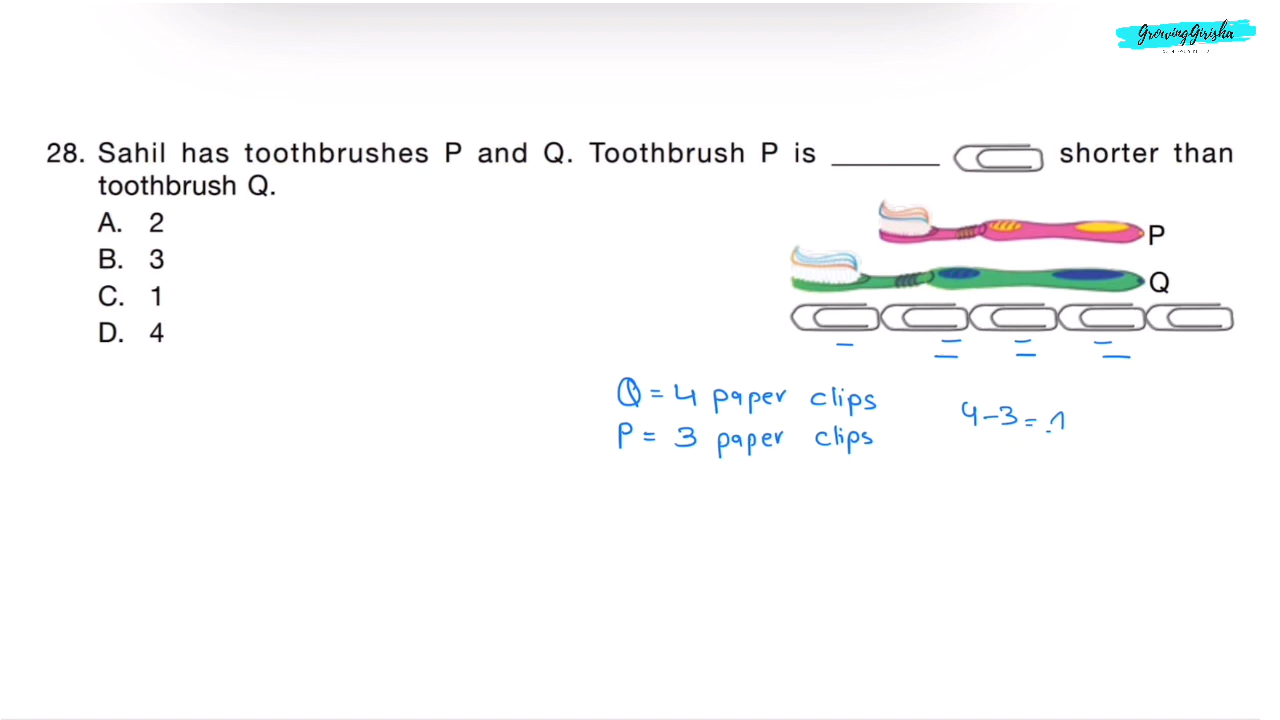 GrowingGirisha
28. Sahil has toothbrushes P and Q. Toothbrush P is ________ shorter than
toothbrush Q.
A. 2
B. 3
C. 1
D. 4
P
Q
Q = 4 paper clips
P = 3 paper clips
4-3=1